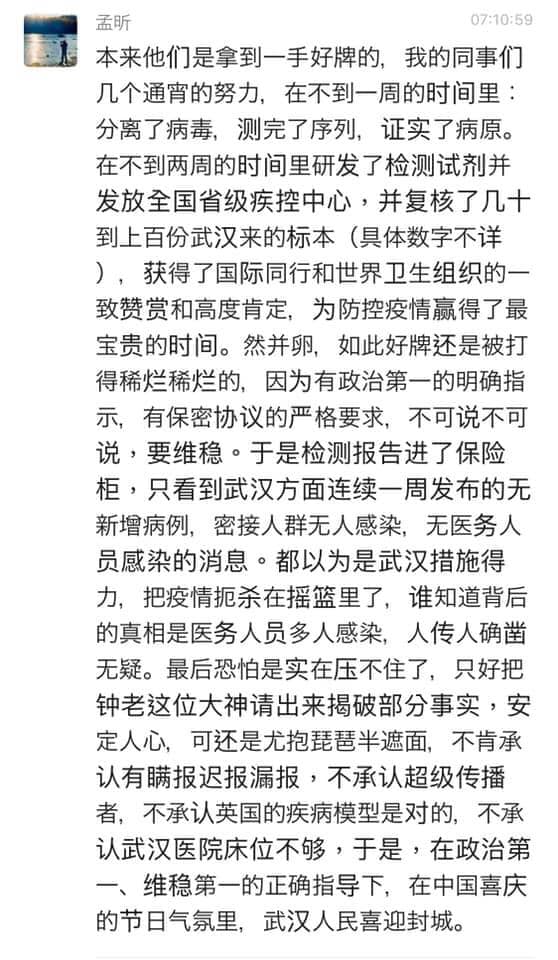 孟昕
07:10:59
本来他们是拿到一手好牌的，我的同事们
几个通宵的努力，在不到一周的时间里：
分离了病毒，测完了序列，证实了病原。
在不到两周的时间里研发了检测试剂并
发放全国省级疾控中心，并复核了几十
到上百份武汉来的标本（具体数字不详
），获得了国际同行和世界卫生组织的一
致赞赏和高度肯定，为防控疫情赢得了最
宝贵的时间。然并卵，如此好牌还是被打
得稀烂稀烂的，因为有政治第一的明确指
示，有保密协议的严格要求，不可说不可
说，要维稳。于是检测报告进了保险
柜，只看到武汉方面连续一周发布的无
新增病例，密接人群无人感染，无医务人
员感染的消息。都以为是武汉措施得
力，把疫情扼杀在摇篮里了，谁知道背后
的真相是医务人员多人感染，人传人确凿
无疑。最后恐怕是实在压不住了，只好把
钟老这位大神请出来揭破部分事实，安
定人心，可还是尤抱琵琶半遮面，不肯承
认有瞒报迟报漏报，不承认超级传播
者，不承认英国的疾病模型是对的，不承
认武汉医院床位不够，于是，在政治第
一、维稳第一的正确指导下，在中国喜庆
的节日气氛里，武汉人民喜迎封城。